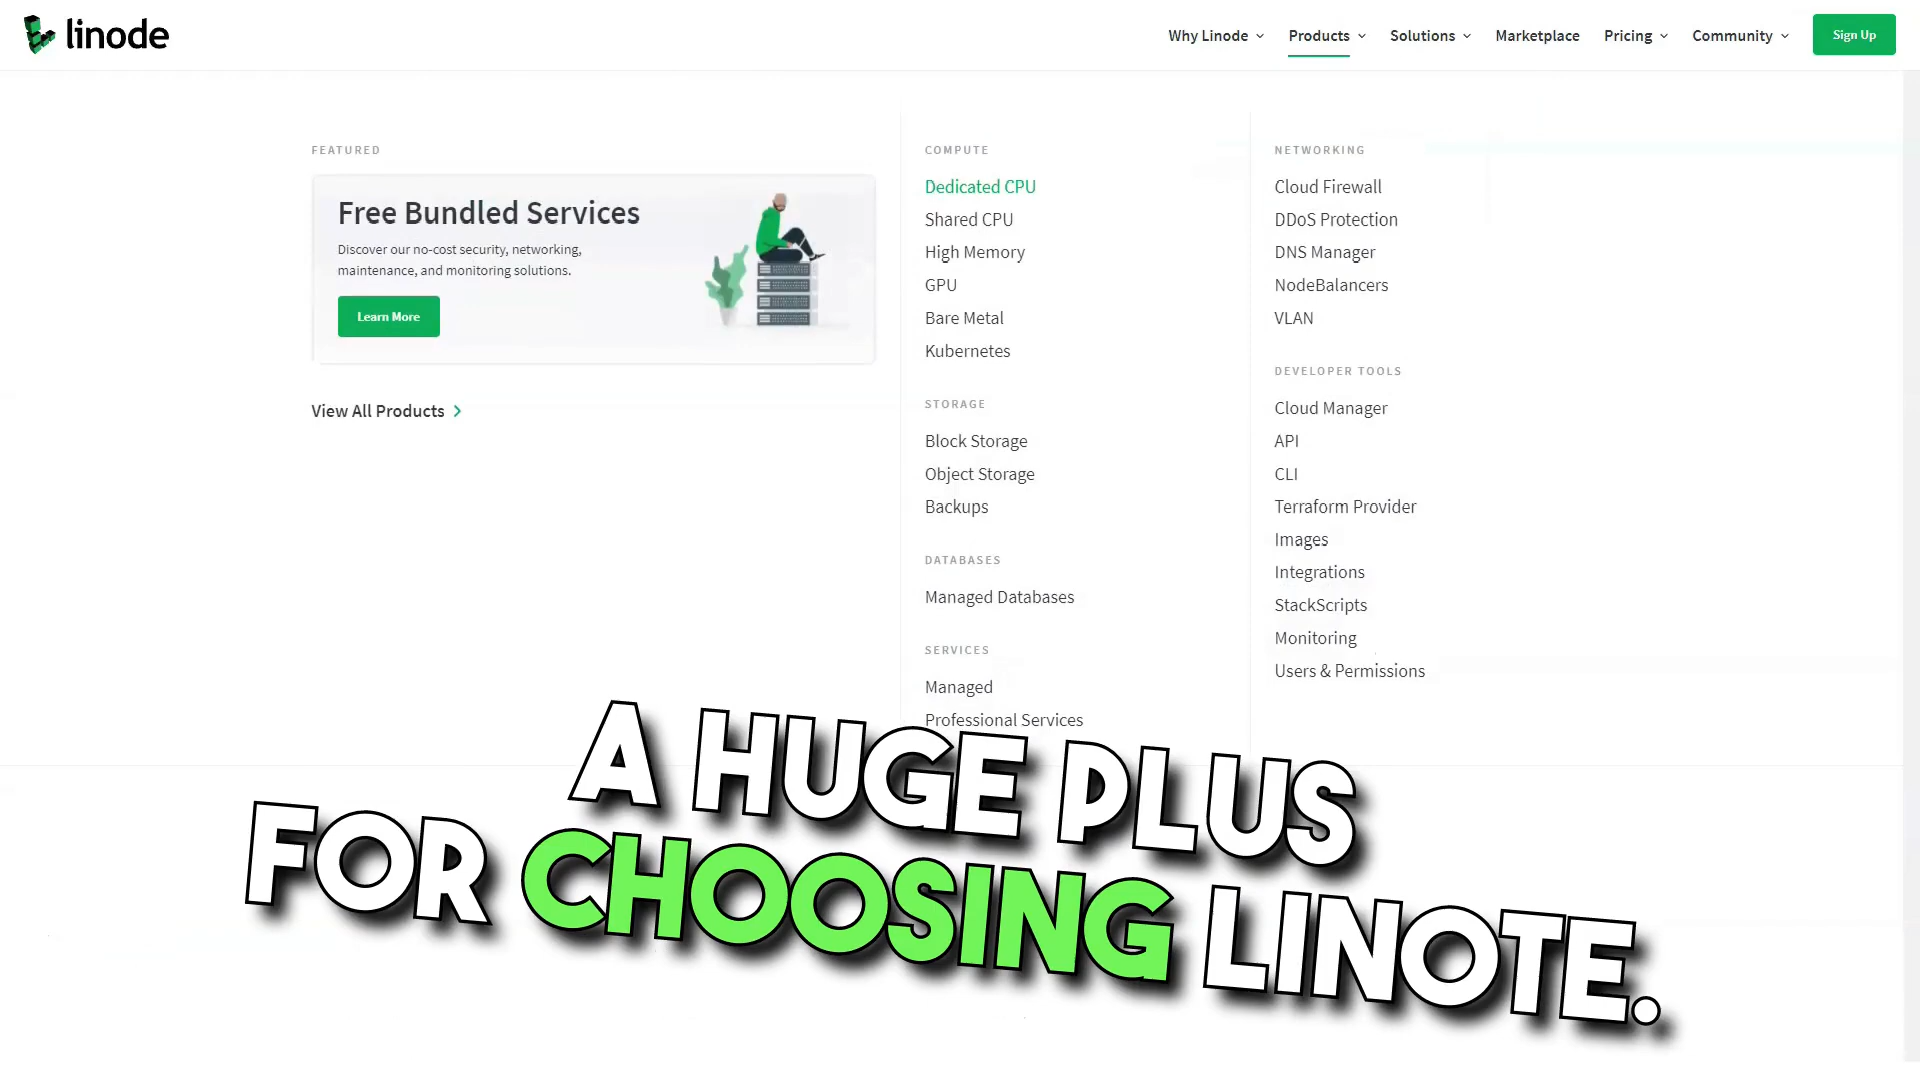 linode
Why Linode
Products
Solutions
Marketplace
Pricing
Community
Sign Up
FEATURED
Free Bundled Services
Discover our no-cost security, networking,
maintenance, and monitoring solutions.
Learn More
View All Products
COMPUTE
Dedicated CPU
Shared CPU
High Memory
GPU
Bare Metal
Kubernetes
STORAGE
Block Storage
Object Storage
Backups
DATABASES
Managed Databases
SERVICES
Managed
Professional Services
NETWORKING
Cloud Firewall
DDoS Protection
DNS Manager
NodeBalancers
VLAN
DEVELOPER TOOLS
Cloud Manager
API
CLI
Terraform Provider
Images
Integrations
StackScripts
Monitoring
Users & Permissions
A HUGE PLUS
FOR CHOOSING LINOTE.